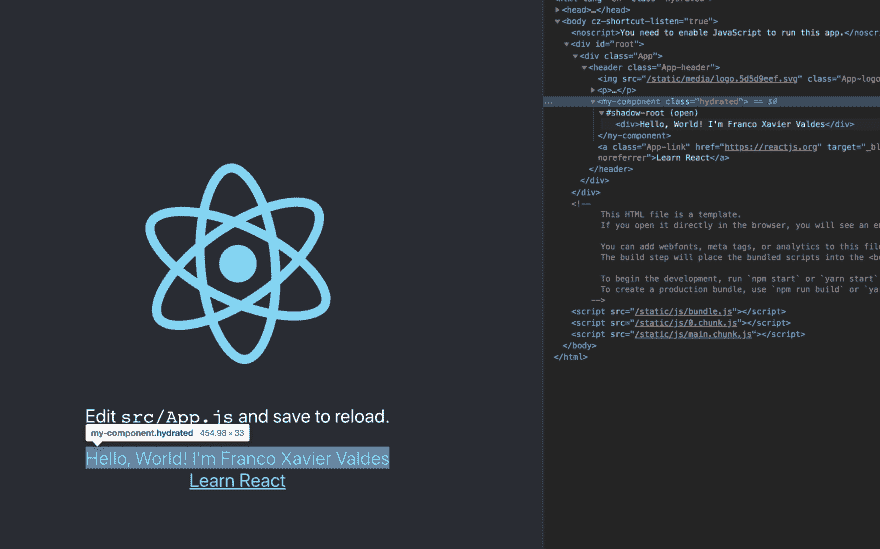 Edit src/App.js and save to reload.
my-component.hydrated 454.98 × 33
Hello, World! I'm Franco Xavier Valdes
Learn React
<head>…</head>
<body cz-shortcut-listen="true">
<noscript>You need to enable JavaScript to run this app.</noscr
<div id="root">
<div class="App">
<header class="App-header">
<img src="/static/media/logo.5d5d9eef.svg" class="App-logo
<p>…</p>
… <my-component class="hydrated"> == $0
#shadow-root (open)
<div>Hello, World! I'm Franco Xavier Valdes</div>
</my-component>
<a class="App-link" href="https://reactjs.org" target="_bl
noreferrer">Learn React</a>
</header>
</div>
</div>
<!--
This HTML file is a template.
If you open it directly in the browser, you will see an em
You can add webfonts, meta tags, or analytics to this file
The build step will place the bundled scripts into the <bo
To begin the development, run `npm start` or `yarn start`
To create a production bundle, use `npm run build` or `ya
-->
<script src="/static/js/bundle.js"></script>
<script src="/static/js/0.chunk.js"></script>
<script src="/static/js/main.chunk.js"></script>
</body>
</html>